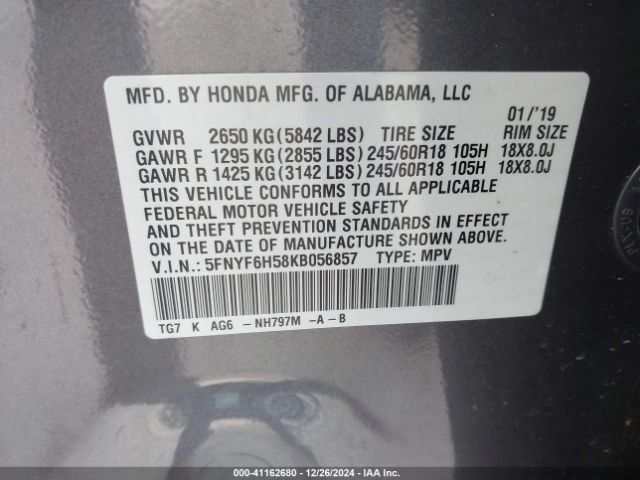 MFD. BY HONDA MFG. OF ALABAMA, LLC
01/'19
GVWR 2650 KG (5842 LBS) TIRE SIZE RIM SIZE
GAWR F 1295 KG (2855 LBS) 245/60R18 105H 18X8.0J
GAWR R 1425 KG (3142 LBS) 245/60R18 105H 18X8.0J
THIS VEHICLE CONFORMS TO ALL APPLICABLE
FEDERAL MOTOR VEHICLE SAFETY
AND THEFT PREVENTION STANDARDS IN EFFECT
ON THE DATE OF MANUFACTURE SHOWN ABOVE.
V.I.N.: 5FNYF6H58KB056857 TYPE: MPV
TG7 K AG6 -NH797M -A-B
000-41162680 - 12/26/2024 - IAA Inc.